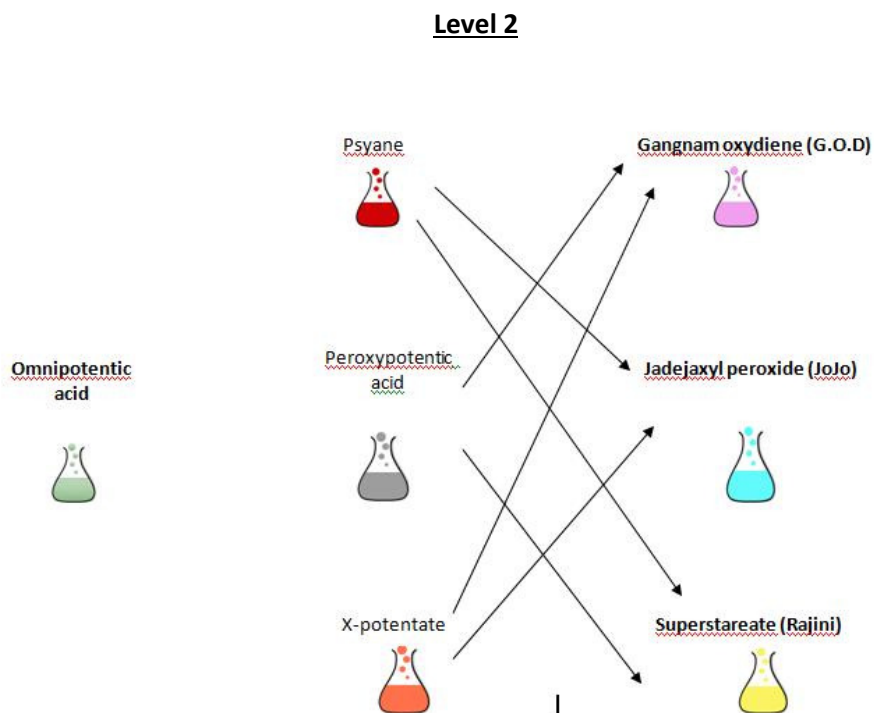 Level 2
Psyane
Gangnam oxydiene (G.O.D)
Omnipotentic
acid
Peroxypotentic
acid
Jadejaxyl peroxide (JoJo)
X-potentate
Superstareate (Rajini)